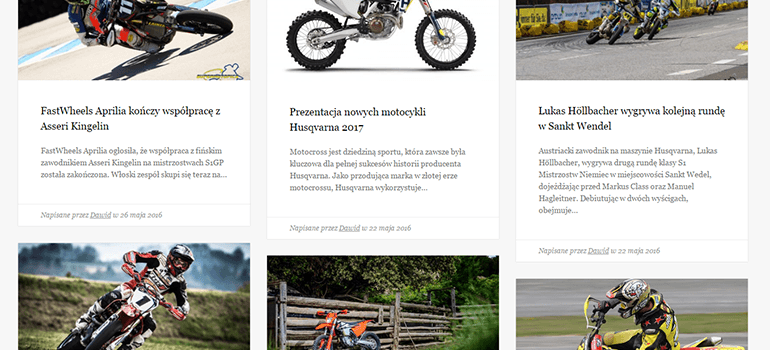 FastWheels Aprilia kończy współpracę z
Asseri Kingelin
FastWheels Aprilia ogłosiła, że współpraca z fińskim
zawodnikiem Asseri Kingelin na mistrzostwach S1GP
została zakończona. Włoski zespół skupi się teraz na...
Napisane przez Dawid w 26 maja 2016
Prezentacja nowych motocykli
Husqvarna 2017
Motocross jest dziedziną sportu, która zawsze była
kluczowa dla pełnej sukcesów historii producenta
Husqvarna. Jako przodująca marka w złotej erze
motocrossu, Husqvarna wykorzystuje...
Napisane przez Dawid w 22 maja 2016
Lukas Höllbacher wygrywa kolejną rundę
w Sankt Wendel
Austriacki zawodnik na maszynie Husqvarna, Lukas
Höllbacher, wygrywa drugą rundę klasy S1
Mistrzostw Niemiec w miejscowości Sankt Wedel,
dojeżdżając przed Markus Class oraz Manuel
Hagleitner. Debiutując w dwóch wyścigach,
obejmuje...
Napisane przez Dawid w 22 maja 2016
1